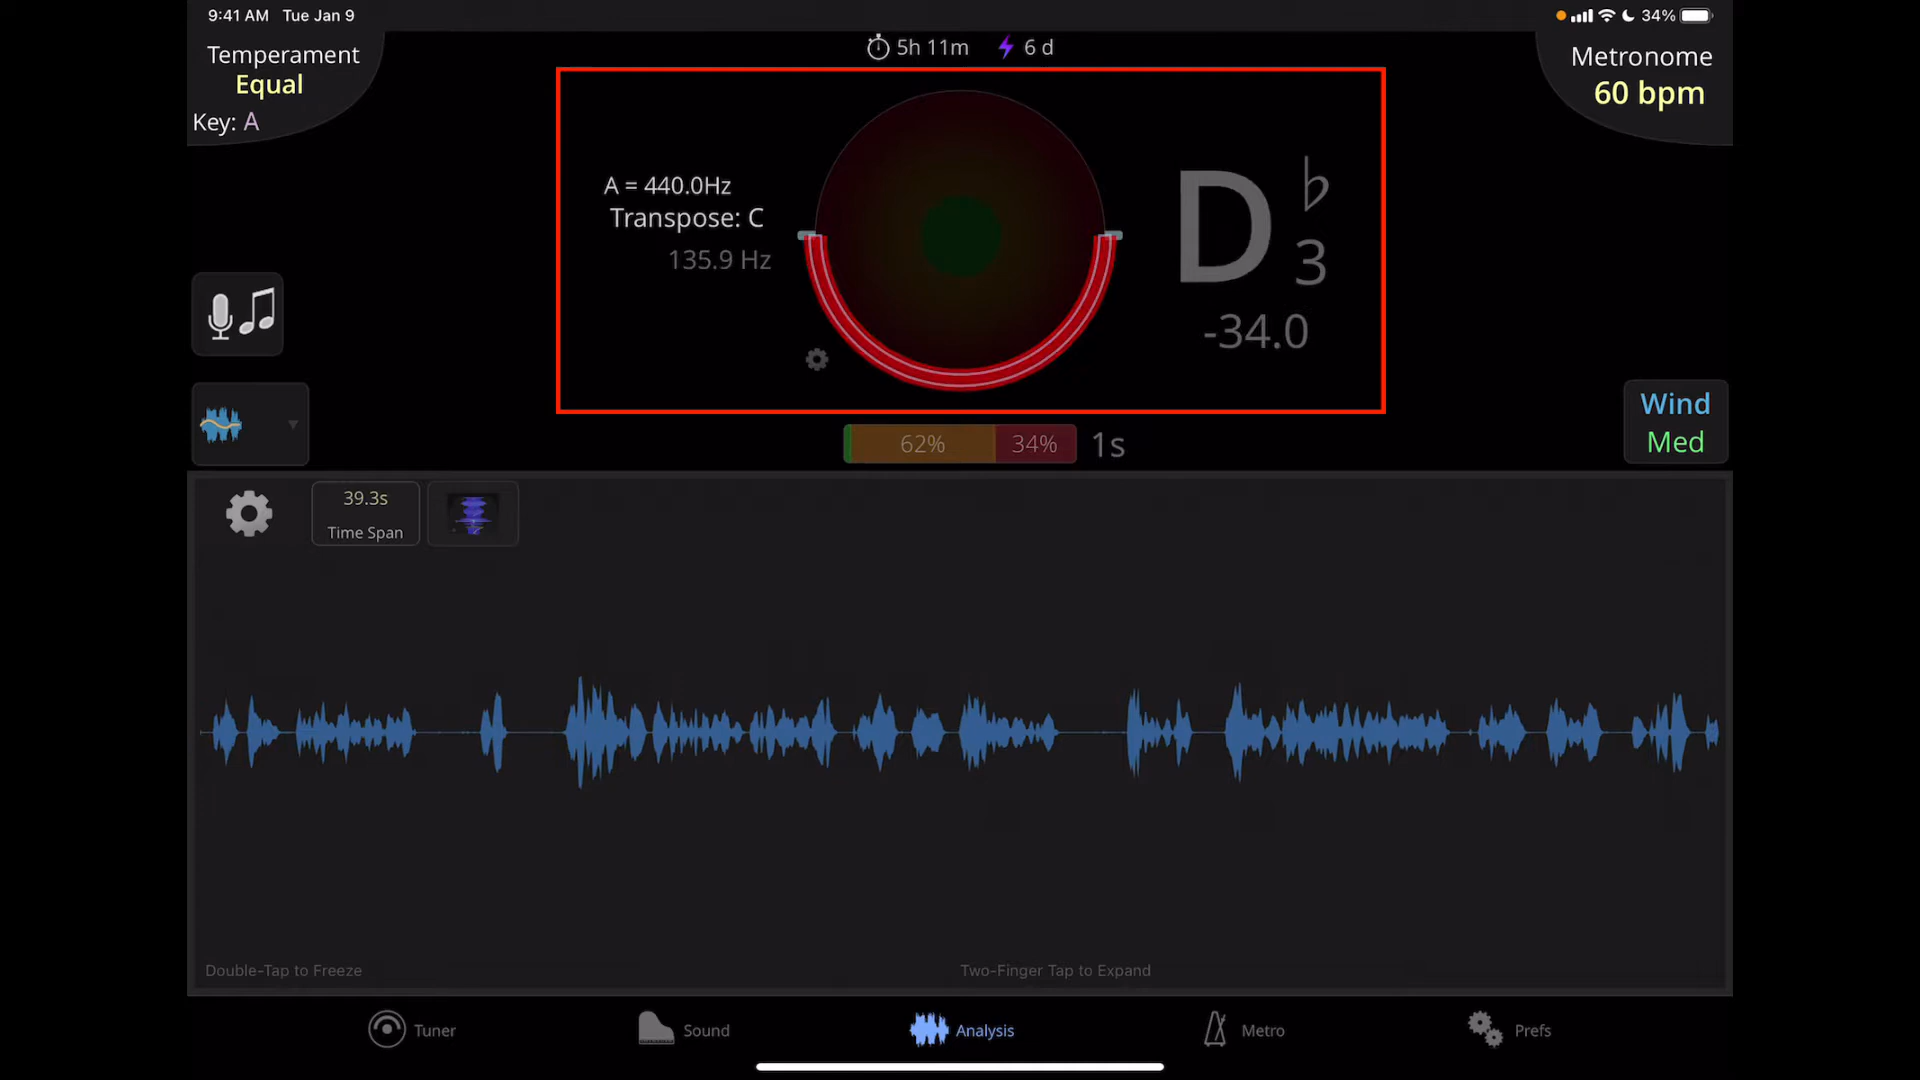 9:41 AM Tue Jan 9
34%
Temperament
Equal
Key: A
5h 11m 6 d
Metronome
60 bpm
A = 440.0Hz
Transpose: C
135.9 Hz
D♭
3
-34.0
62% 34% 1s
Wind
Med
39.3s
Time Span
Double-Tap to Freeze
Two-Finger Tap to Expand
Tuner
Sound
Analysis
Metro
Prefs